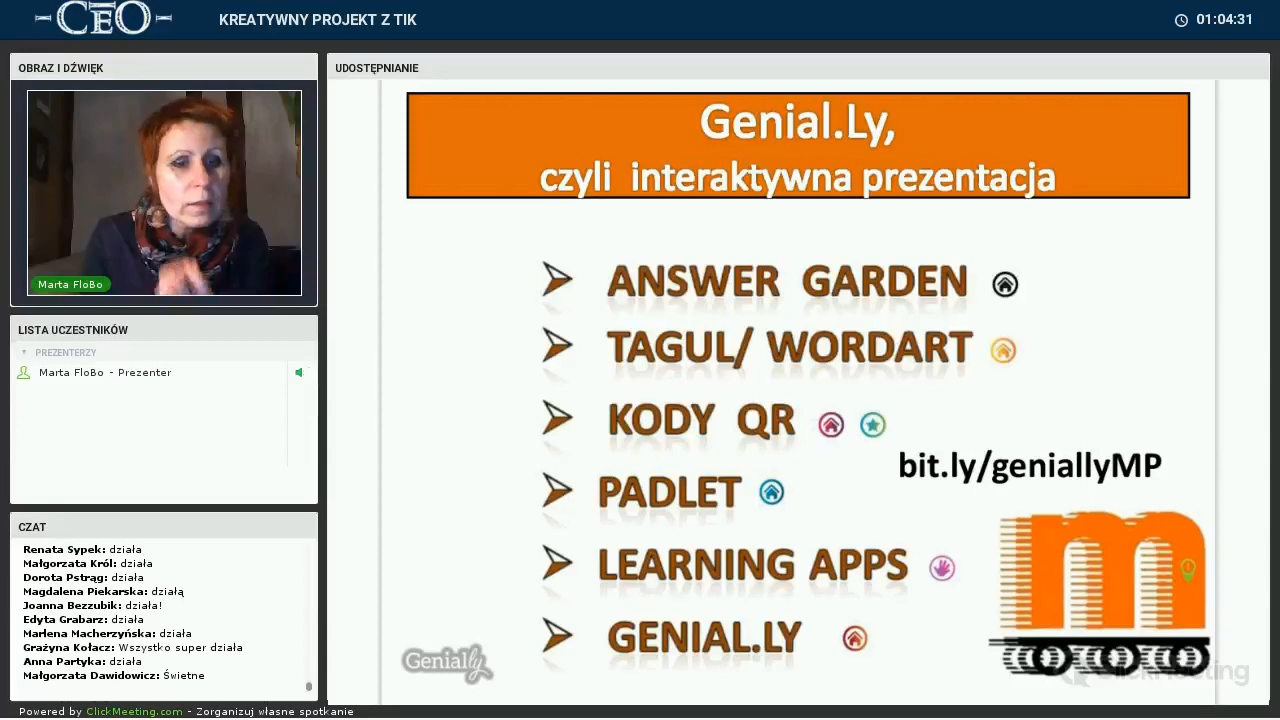 CEO
KREATYWNY PROJEKT Z TIK
01:04:31
OBRAZ I DŹWIĘK
Marta FloBo
LISTA UCZESTNIKÓW
PREZENTERZY
Marta FloBo - Prezenter
CZAT
Renata Sypek: działa
Małgorzata Król: działa
Dorota Pstrąg: działa
Magdalena Piekarska: działą
Joanna Bezzubik: działa!
Edyta Grabarz: działa
Marlena Macherzyńska: działa
Grażyna Kołacz: Wszystko super działa
Anna Partyka: działa
Małgorzata Dawidowicz: Świetne
UDOSTĘPNIANIE
Genial.Ly,
czyli interaktywna prezentacja
ANSWER GARDEN
TAGUL/ WORDART
KODY QR
bit.ly/geniallyMP
PADLET
LEARNING APPS
GENIAL.LY
m
Genially
ClickMeeting
Powered by ClickMeeting.com - Zorganizuj własne spotkanie